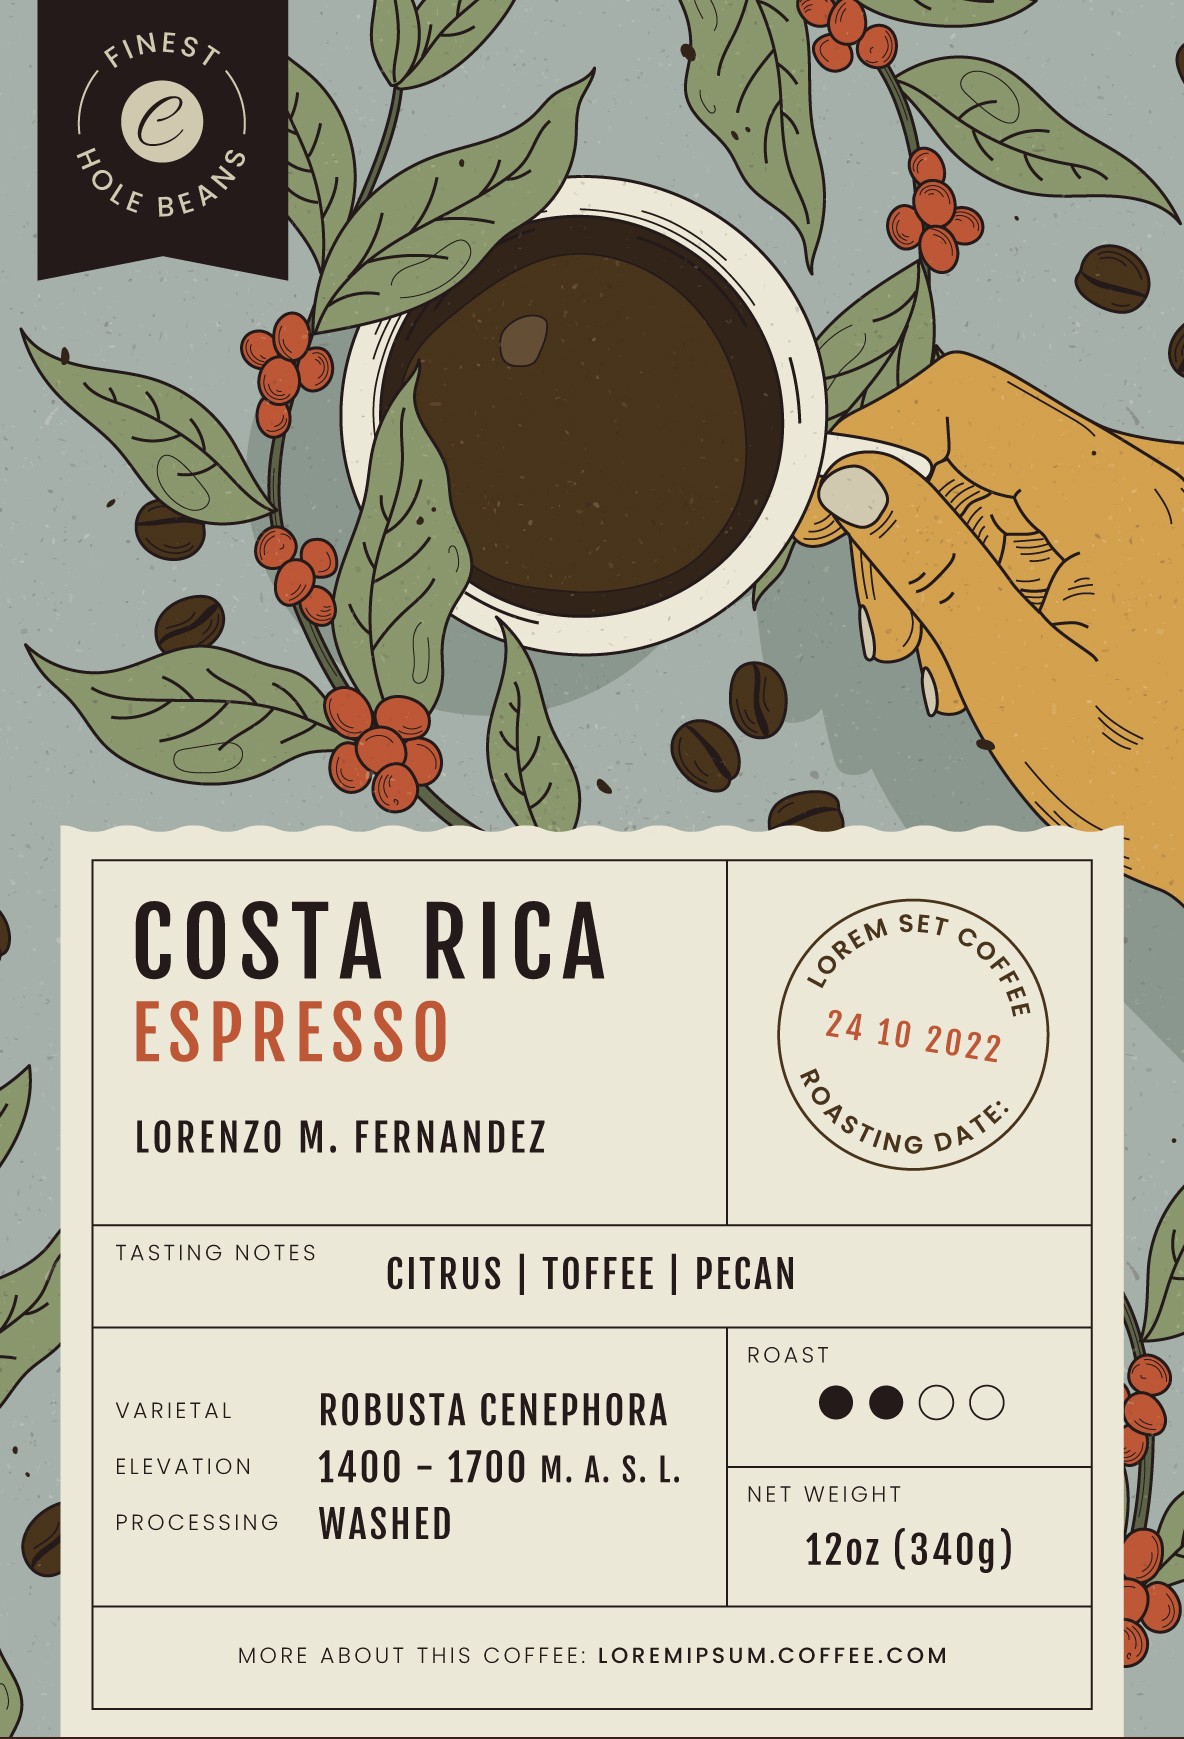 FINEST
C
HOLE BEANS
COSTA RICA
ESPRESSO
LORENZO M. FERNANDEZ
LOREM SET COFFEE
24 10 2022
ROASTING DATE:
TASTING NOTES
CITRUS | TOFFEE | PECAN
VARIETAL ROBUSTA CENEPHORA
ELEVATION 1400 - 1700 M. A. S. L.
PROCESSING WASHED
ROAST
NET WEIGHT
12oz (340g)
MORE ABOUT THIS COFFEE: LOREMIPSUM.COFFEE.COM